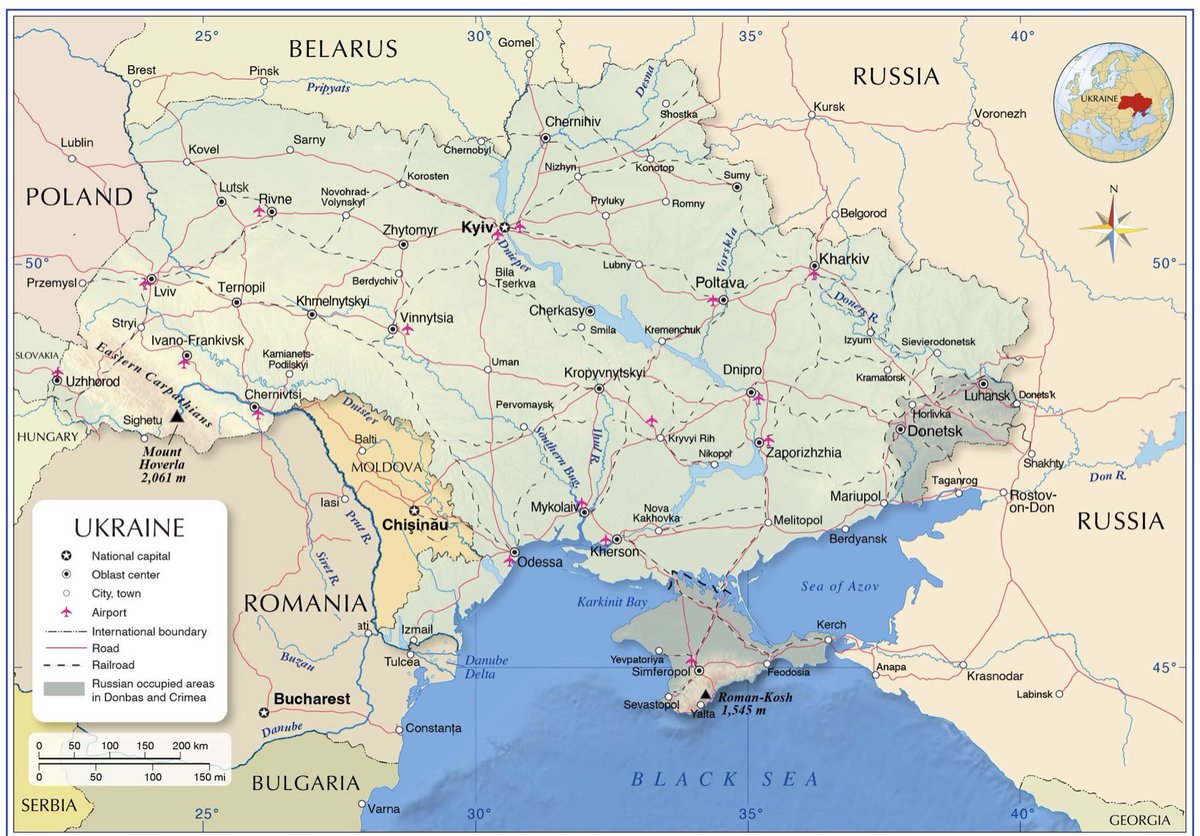 25°
30°
35°
40°
BELARUS
Gomel
RUSSIA
Brest
Pinsk
Pripyats
Desna
UKRAINE
Kursk
Shostka
Voronezh
Chernihiv
Lublin
Kovel
Sarny
Chernobyl
Nizhyn
Konotop
Korosten
Sumy
N
POLAND
Lutsk
Rivne
Novohrad-
Volynskyl
Pryluky
Romny
Belgorod
Kyiv
Zhytomyr
Dnieper
Vorskla
50°
50°
Kharkiv
Lubny
Przemysl
Lviv
Ternopil
Berdychiv
Bila
Tserkva
Poltava
Khmelnytskyi
Donets R.
Cherkasy
Vinnytsia
Stryi
Smila
Kremenchuk
Izyum
Ivano-Frankivsk
Sievierodonetsk
SLOVAKIA
Eastern Carpathians
Kamianets-
Podilskyi
Uman
Kropyvnytskyi
Dnipro
Kramatorsk
Uzhhorod
Chernivtsi
Luhansk
Donets'k
Pervomaysk
Dnister
Horlivka
Sighetu
Donetsk
HUNGARY
Balti
Southern Bug
Ihul R.
Kryvyi Rih
Nikopol
Zaporizhzhia
Mount
Hoverla
2,061 m
MOLDOVA
Shakhty
Don R.
Taganrog
Iasi
Mariupol
Rostov-
on-Don
Chişinău
Mykolaiv
Nova
Kakhovka
Melitopol
RUSSIA
Prut R.
Berdyansk
Kherson
Odessa
Siret R.
Sea of Azov
Karkinit Bay
ROMANIA
ati
Izmail
Kerch
Buzau
Tulcea
Danube
Delta
Yevpatoriya
Simferopol
Feodosia
45°
Anapa
Krasnodar
Labinsk
Bucharest
Sevastopol
Yalta
Roman-Kosh
1,545 m
Danube
Constanţa
BLACK SEA
BULGARIA
SERBIA
Varna
GEORGIA
25°
30°
35°
40°
UKRAINE
National capital
Oblast center
City, town
Airport
International boundary
Road
Railroad
Russian occupied areas
in Donbas and Crimea
0 50 100 150 200 km
0 50 100 150 mi